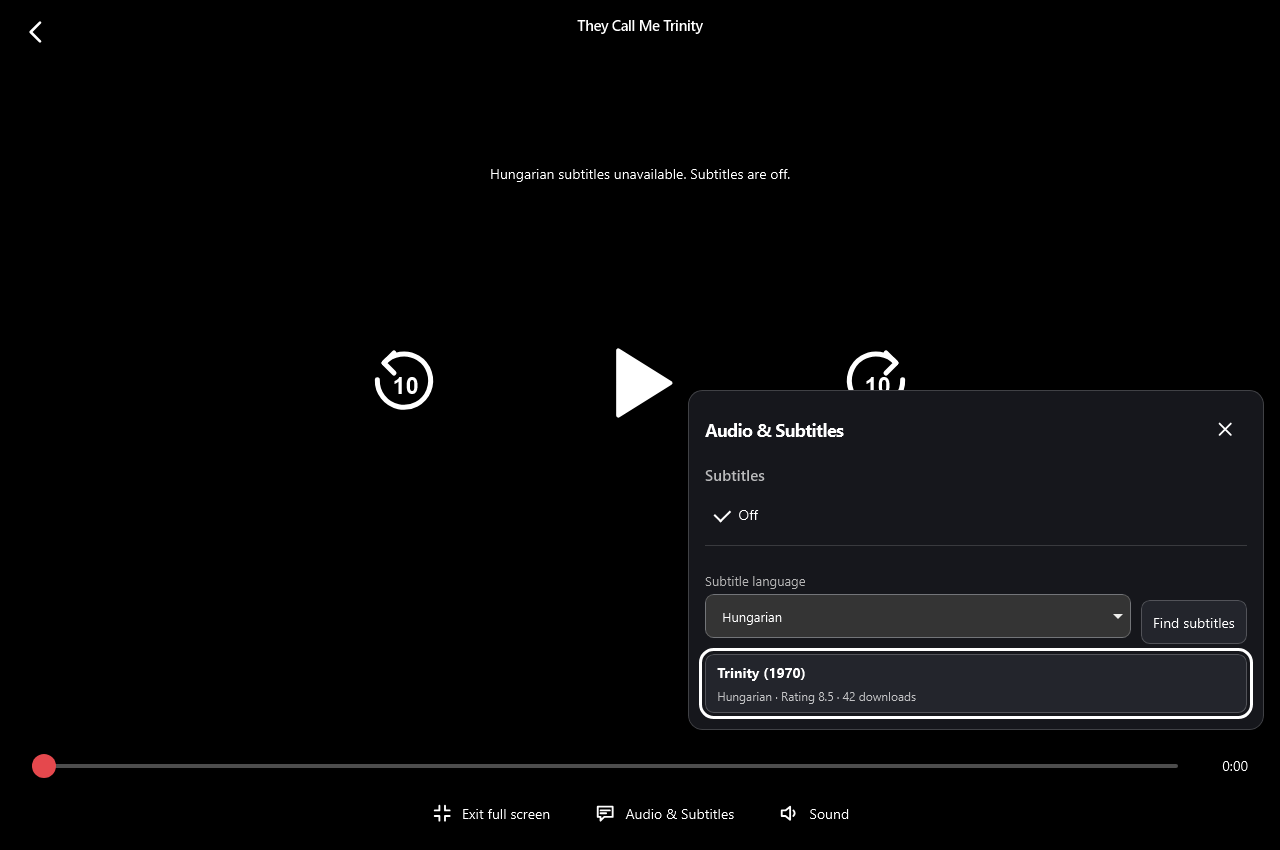 They Call Me Trinity
Hungarian subtitles unavailable. Subtitles are off.
10
10
Audio & Subtitles
Subtitles
Off
Subtitle language
Hungarian
Find subtitles
Trinity (1970)
Hungarian · Rating 8.5 · 42 downloads
0:00
Exit full screen
Audio & Subtitles
Sound